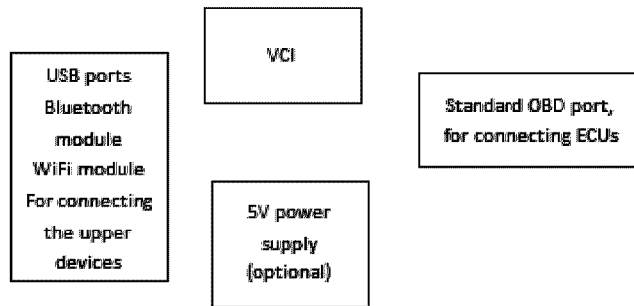 USB ports
Bluetooth
module
WiFi module
For connecting
the upper
devices
VCI
5V power
supply
(optional)
Standard OBD port,
for connecting ECUs